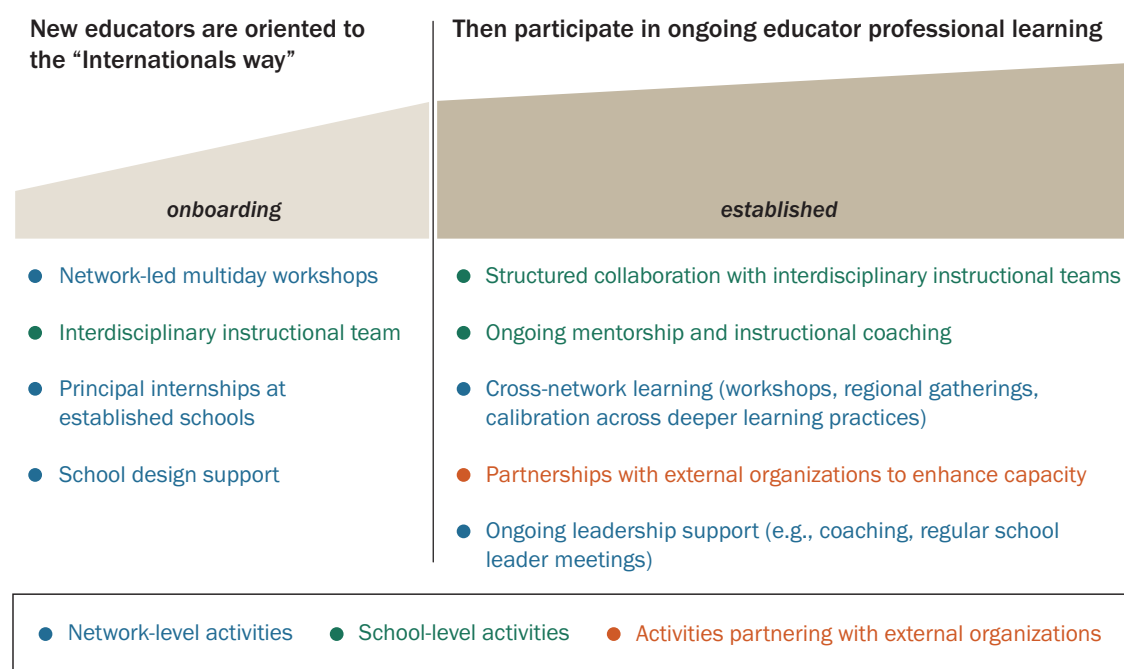 New educators are oriented to
the “Internationals way”
onboarding
Network-led multiday workshops
Interdisciplinary instructional team
Principal internships at
established schools
School design support
Then participate in ongoing educator professional learning
established
Structured collaboration with interdisciplinary instructional teams
Ongoing mentorship and instructional coaching
Cross-network learning (workshops, regional gatherings,
calibration across deeper learning practices)
Partnerships with external organizations to enhance capacity
Ongoing leadership support (e.g., coaching, regular school
leader meetings)
Network-level activities
School-level activities
Activities partnering with external organizations